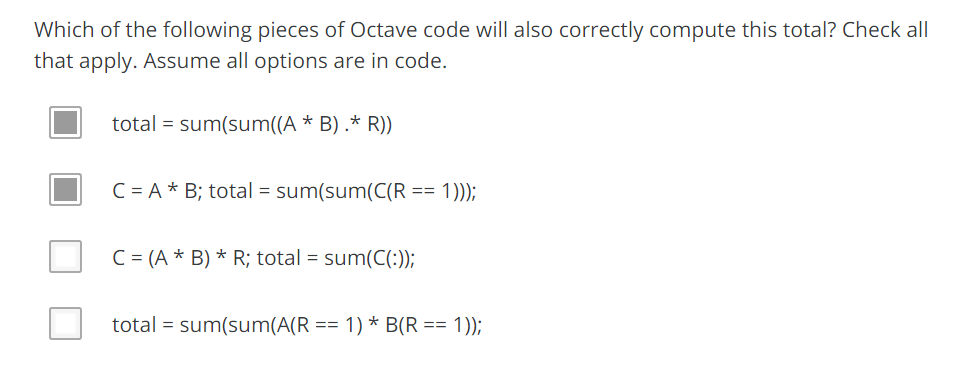 Which of the following pieces of Octave code will also correctly compute this total? Check all
that apply. Assume all options are in code.
total = sum(sum((A * B) .* R))
C = A * B; total = sum(sum(C(R == 1)));
C = (A * B) * R; total = sum(C(:));
total = sum(sum(A(R == 1) * B(R == 1));